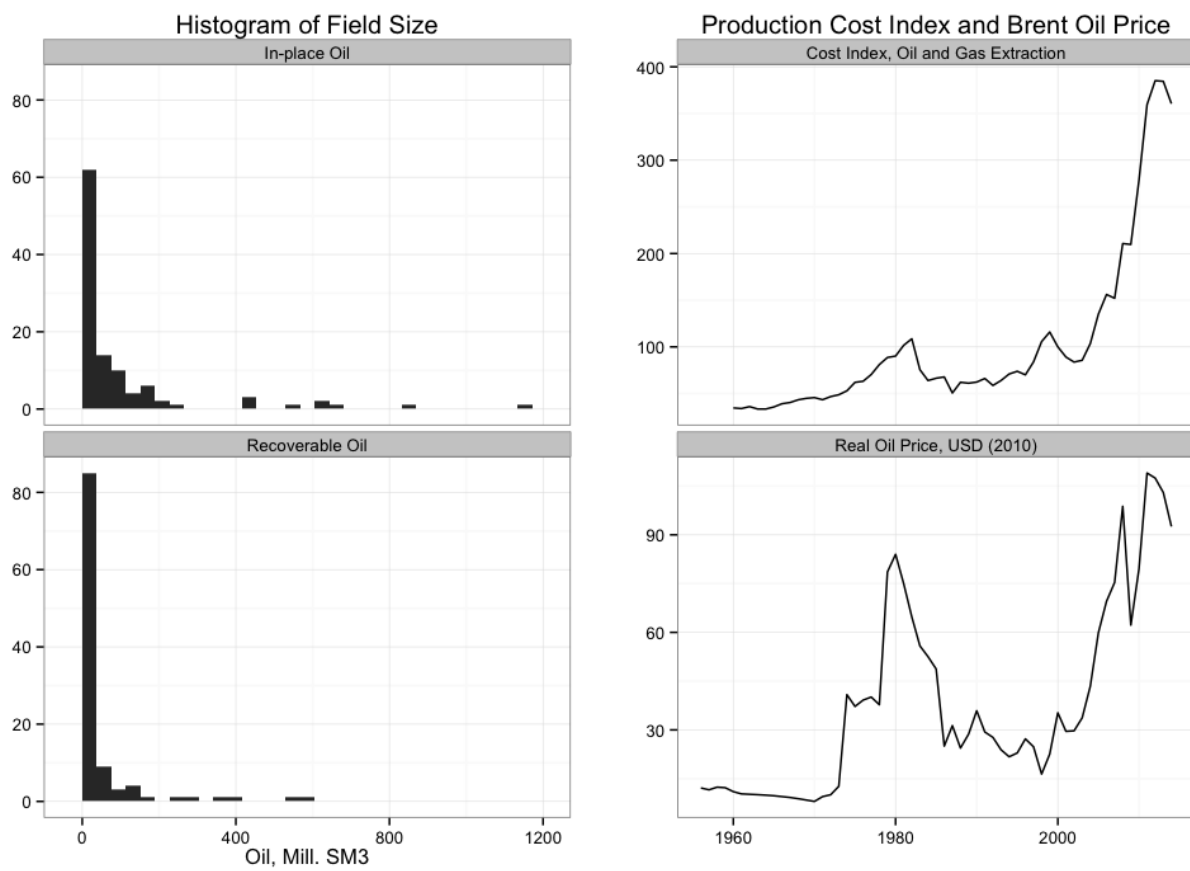 Histogram of Field Size
In-place Oil
80
60
40
20
0
Recoverable Oil
80
60
40
20
0
0 400 800 1200
Oil, Mill. SM3
Production Cost Index and Brent Oil Price
Cost Index, Oil and Gas Extraction
400
300
200
100
Real Oil Price, USD (2010)
90
60
30
1960 1980 2000